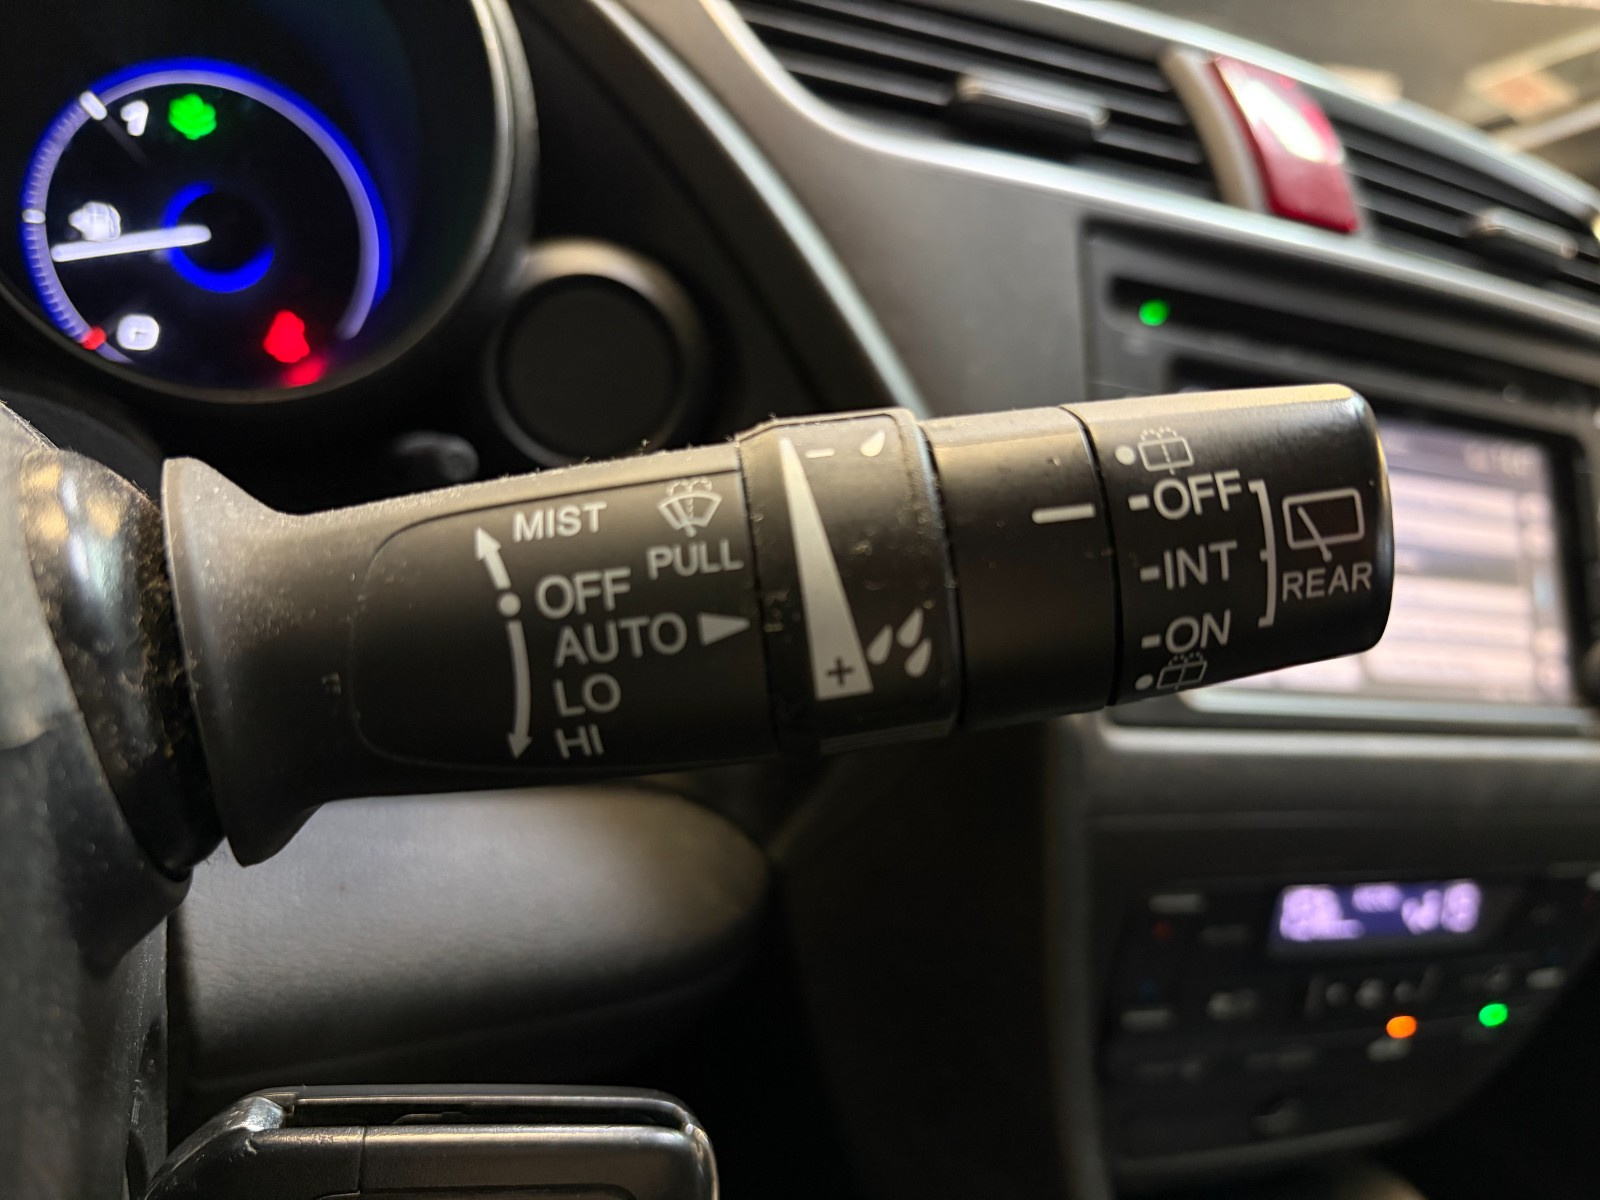 MIST
PULL
OFF
AUTO
LO
HI
-
+
OFF
INT
ON
REAR